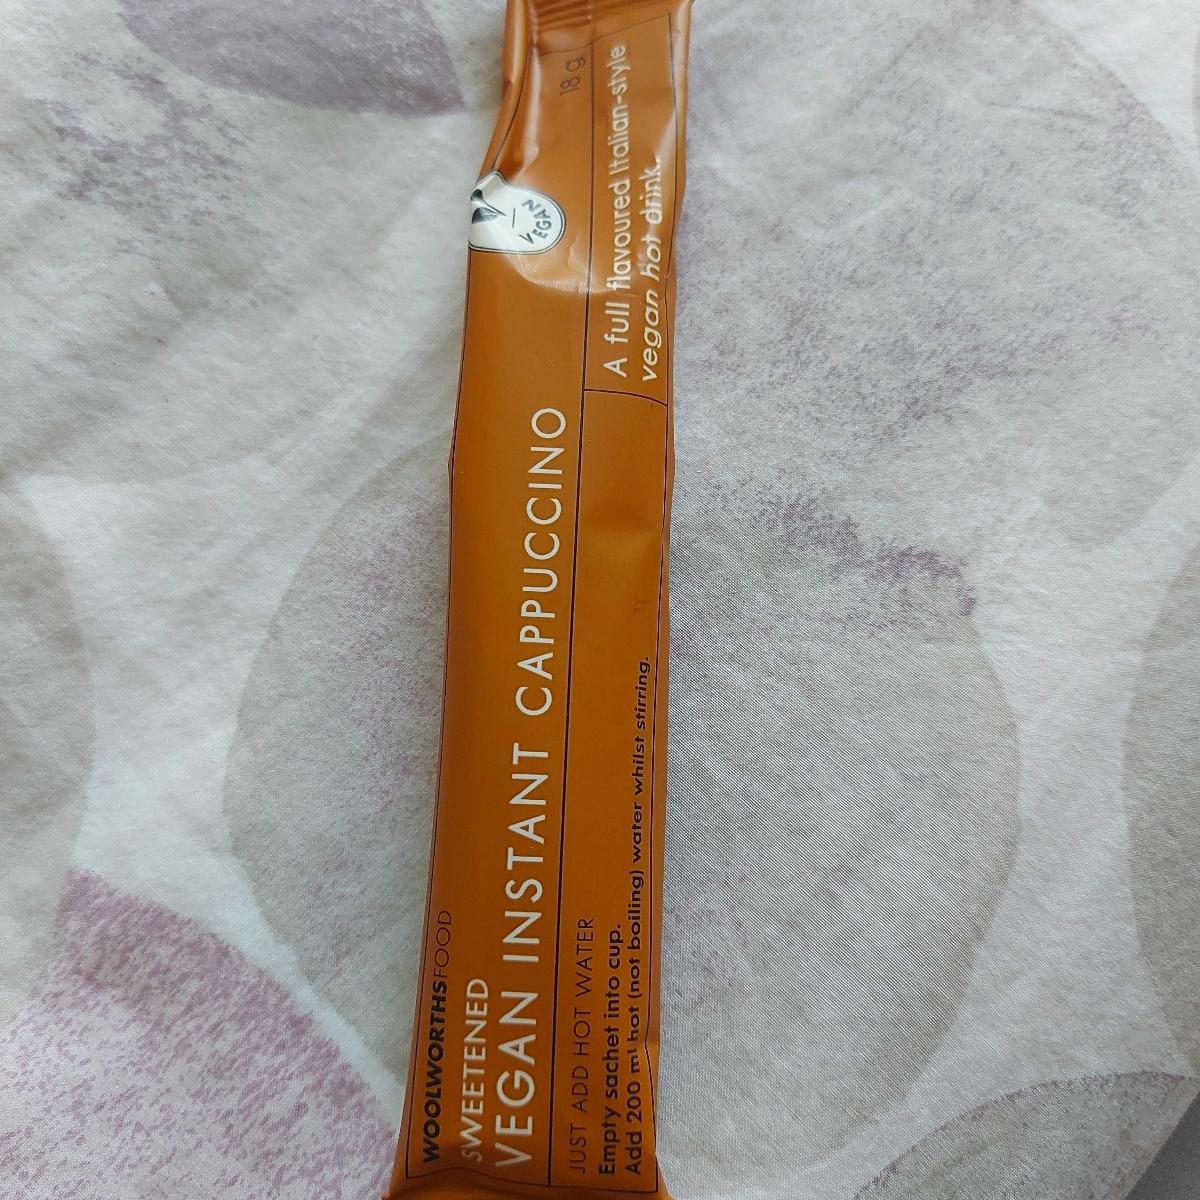 WOOLWORTHSFOOD
SWEETENED
VEGAN INSTANT CAPPUCCINO
VEGAN
18 g
JUST ADD HOT WATER
Empty sachet into cup.
Add 200 ml hot (not boiling) water whilst stirring.
A full flavoured Italian-style
vegan hot drink.